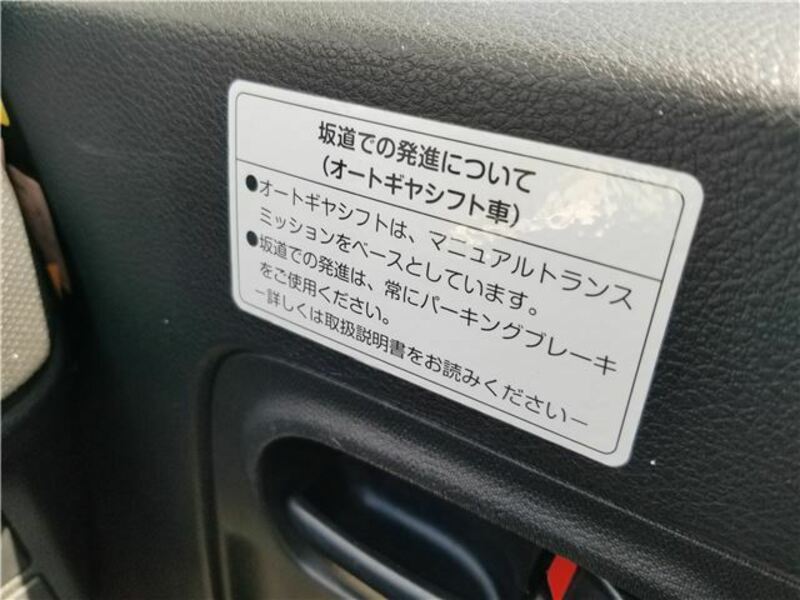 坂道での発進について
(オートギヤシフト車)
●オートギヤシフトは、マニュアルトランス
ミッションをベースとしています。
●坂道での発進は、常にパーキングブレーキ
をご使用ください。
−詳しくは取扱説明書をお読みください−